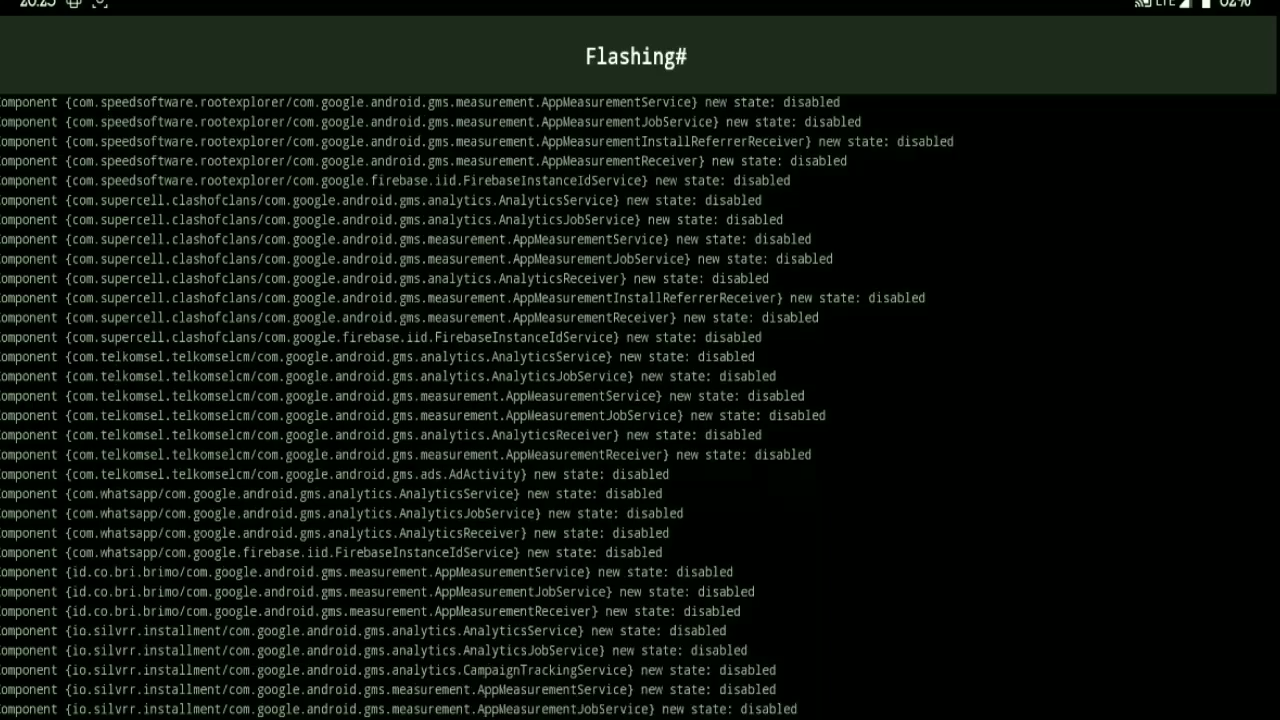 20:25 LTE 62%
Flashing#
omponent {com.speedsoftware.rootexplorer/com.google.android.gms.measurement.AppMeasurementService} new state: disabled
omponent {com.speedsoftware.rootexplorer/com.google.android.gms.measurement.AppMeasurementJobService} new state: disabled
omponent {com.speedsoftware.rootexplorer/com.google.android.gms.measurement.AppMeasurementInstallReferrerReceiver} new state: disabled
omponent {com.speedsoftware.rootexplorer/com.google.android.gms.measurement.AppMeasurementReceiver} new state: disabled
omponent {com.speedsoftware.rootexplorer/com.google.firebase.iid.FirebaseInstanceIdService} new state: disabled
omponent {com.supercell.clashofclans/com.google.android.gms.analytics.AnalyticsService} new state: disabled
omponent {com.supercell.clashofclans/com.google.android.gms.analytics.AnalyticsJobService} new state: disabled
omponent {com.supercell.clashofclans/com.google.android.gms.measurement.AppMeasurementService} new state: disabled
omponent {com.supercell.clashofclans/com.google.android.gms.measurement.AppMeasurementJobService} new state: disabled
omponent {com.supercell.clashofclans/com.google.android.gms.analytics.AnalyticsReceiver} new state: disabled
omponent {com.supercell.clashofclans/com.google.android.gms.measurement.AppMeasurementInstallReferrerReceiver} new state: disabled
omponent {com.supercell.clashofclans/com.google.android.gms.measurement.AppMeasurementReceiver} new state: disabled
omponent {com.supercell.clashofclans/com.google.firebase.iid.FirebaseInstanceIdService} new state: disabled
omponent {com.telkomsel.telkomselcm/com.google.android.gms.analytics.AnalyticsService} new state: disabled
omponent {com.telkomsel.telkomselcm/com.google.android.gms.analytics.AnalyticsJobService} new state: disabled
omponent {com.telkomsel.telkomselcm/com.google.android.gms.measurement.AppMeasurementService} new state: disabled
omponent {com.telkomsel.telkomselcm/com.google.android.gms.measurement.AppMeasurementJobService} new state: disabled
omponent {com.telkomsel.telkomselcm/com.google.android.gms.analytics.AnalyticsReceiver} new state: disabled
omponent {com.telkomsel.telkomselcm/com.google.android.gms.measurement.AppMeasurementReceiver} new state: disabled
omponent {com.telkomsel.telkomselcm/com.google.android.gms.ads.AdActivity} new state: disabled
omponent {com.whatsapp/com.google.android.gms.analytics.AnalyticsService} new state: disabled
omponent {com.whatsapp/com.google.android.gms.analytics.AnalyticsJobService} new state: disabled
omponent {com.whatsapp/com.google.android.gms.analytics.AnalyticsReceiver} new state: disabled
omponent {com.whatsapp/com.google.firebase.iid.FirebaseInstanceIdService} new state: disabled
omponent {id.co.bri.brimo/com.google.android.gms.measurement.AppMeasurementService} new state: disabled
omponent {id.co.bri.brimo/com.google.android.gms.measurement.AppMeasurementJobService} new state: disabled
omponent {id.co.bri.brimo/com.google.android.gms.measurement.AppMeasurementReceiver} new state: disabled
omponent {io.silvrr.installment/com.google.android.gms.analytics.AnalyticsService} new state: disabled
omponent {io.silvrr.installment/com.google.android.gms.analytics.AnalyticsJobService} new state: disabled
omponent {io.silvrr.installment/com.google.android.gms.analytics.CampaignTrackingService} new state: disabled
omponent {io.silvrr.installment/com.google.android.gms.measurement.AppMeasurementService} new state: disabled
omponent {io.silvrr.installment/com.google.android.gms.measurement.AppMeasurementJobService} new state: disabled